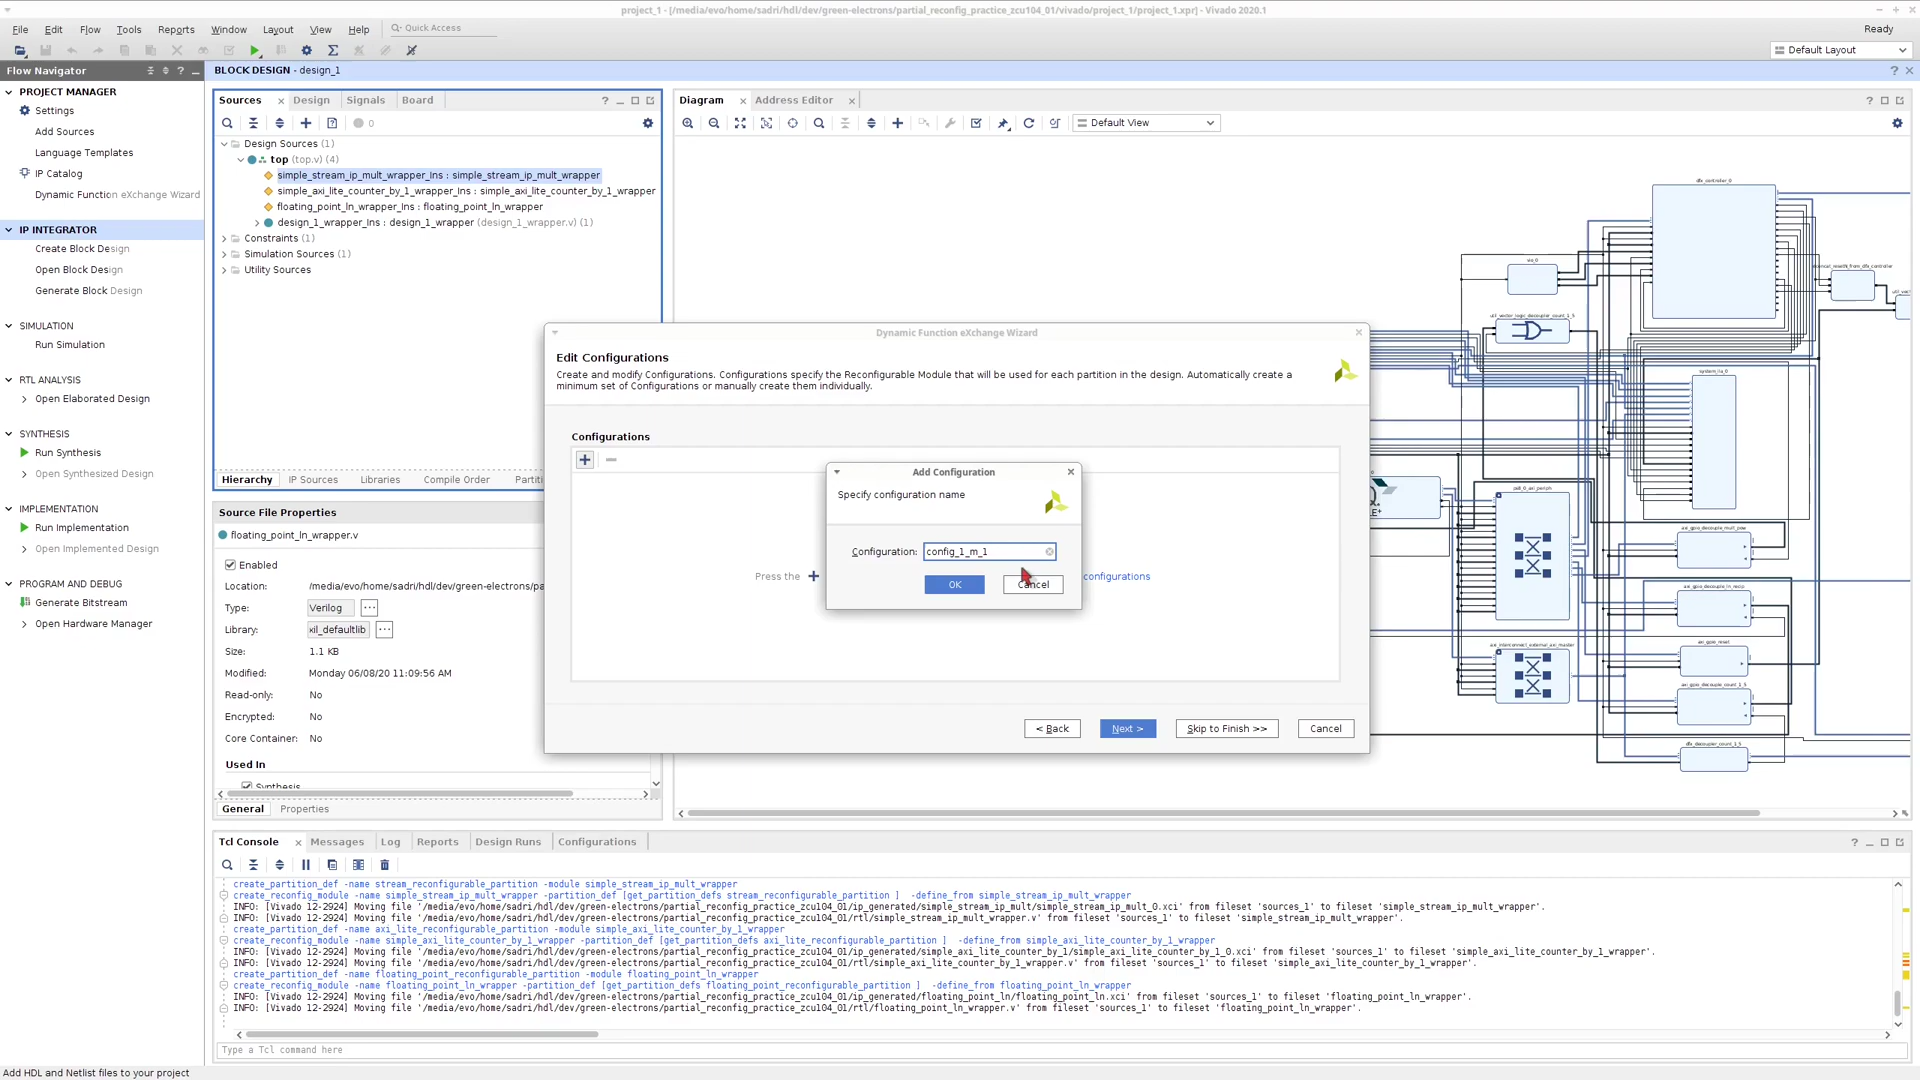 project_1 - [/media/evo/home/sadri/hdl/dev/green-electrons/partial_reconfig_practice_zcu104_01/vivado/project_1/project_1.xpr] - Vivado 2020.1
File Edit Flow Tools Reports Window Layout View Help Quick Access
Ready
Default Layout
Flow Navigator
BLOCK DESIGN - design_1
PROJECT MANAGER
Settings
Add Sources
Language Templates
IP Catalog
Dynamic Function eXchange Wizard
IP INTEGRATOR
Create Block Design
Open Block Design
Generate Block Design
SIMULATION
Run Simulation
RTL ANALYSIS
Open Elaborated Design
SYNTHESIS
Run Synthesis
Open Synthesized Design
IMPLEMENTATION
Run Implementation
Open Implemented Design
PROGRAM AND DEBUG
Generate Bitstream
Open Hardware Manager
Sources Design Signals Board
0
Design Sources (1)
top (top.v) (4)
simple_stream_ip_mult_wrapper_Ins : simple_stream_ip_mult_wrapper
simple_axi_lite_counter_by_1_wrapper_Ins : simple_axi_lite_counter_by_1_wrapper
floating_point_ln_wrapper_Ins : floating_point_ln_wrapper
design_1_wrapper_Ins : design_1_wrapper (design_1_wrapper.v) (1)
Constraints (1)
Simulation Sources (1)
Utility Sources
Hierarchy IP Sources Libraries Compile Order Partiti
Source File Properties
floating_point_ln_wrapper.v
Enabled
Location: /media/evo/home/sadri/hdl/dev/green-electrons/pa
Type: Verilog
Library: xil_defaultlib
Size: 1.1 KB
Modified: Monday 06/08/20 11:09:56 AM
Read-only: No
Encrypted: No
Core Container: No
Used In
Synthesis
General Properties
Diagram Address Editor
Default View
dfx_controller_0
vio_0
util_vector_logic_decoupler_count_1_5
system_ila_0
ps8_0_axi_periph
axi_interconnect_external_axi_master
axi_gpio_reset
axi_gpio_decouple_count_1_5
dfx_decoupler_count_1_5
Dynamic Function eXchange Wizard
Edit Configurations
Create and modify Configurations. Configurations specify the Reconfigurable Module that will be used for each partition in the design. Automatically create a
minimum set of Configurations or manually create them individually.
Configurations
Press the + configurations
Add Configuration
Specify configuration name
Configuration: config_1_m_1
OK Cancel
< Back Next > Skip to Finish >> Cancel
Tcl Console Messages Log Reports Design Runs Configurations
create_partition_def -name stream_reconfigurable_partition -module simple_stream_ip_mult_wrapper
create_reconfig_module -name simple_stream_ip_mult_wrapper -partition_def [get_partition_defs stream_reconfigurable_partition ]  -define_from simple_stream_ip_mult_wrapper
INFO: [Vivado 12-2924] Moving file '/media/evo/home/sadri/hdl/dev/green-electrons/partial_reconfig_practice_zcu104_01/ip_generated/simple_stream_ip_mult/simple_stream_ip_mult_0.xci' from fileset 'sources_1' to fileset 'simple_stream_ip_mult_wrapper'.
INFO: [Vivado 12-2924] Moving file '/media/evo/home/sadri/hdl/dev/green-electrons/partial_reconfig_practice_zcu104_01/rtl/simple_stream_ip_mult_wrapper.v' from fileset 'sources_1' to fileset 'simple_stream_ip_mult_wrapper'.
create_partition_def -name axi_lite_reconfigurable_partition -module simple_axi_lite_counter_by_1_wrapper
create_reconfig_module -name simple_axi_lite_counter_by_1_wrapper -partition_def [get_partition_defs axi_lite_reconfigurable_partition ]  -define_from simple_axi_lite_counter_by_1_wrapper
INFO: [Vivado 12-2924] Moving file '/media/evo/home/sadri/hdl/dev/green-electrons/partial_reconfig_practice_zcu104_01/ip_generated/simple_axi_lite_counter_by_1/simple_axi_lite_counter_by_1_0.xci' from fileset 'sources_1' to fileset 'simple_axi_lite_counter_by_1_wrapper'.
INFO: [Vivado 12-2924] Moving file '/media/evo/home/sadri/hdl/dev/green-electrons/partial_reconfig_practice_zcu104_01/rtl/simple_axi_lite_counter_by_1_wrapper.v' from fileset 'sources_1' to fileset 'simple_axi_lite_counter_by_1_wrapper'.
create_partition_def -name floating_point_reconfigurable_partition -module floating_point_ln_wrapper
create_reconfig_module -name floating_point_ln_wrapper -partition_def [get_partition_defs floating_point_reconfigurable_partition ]  -define_from floating_point_ln_wrapper
INFO: [Vivado 12-2924] Moving file '/media/evo/home/sadri/hdl/dev/green-electrons/partial_reconfig_practice_zcu104_01/ip_generated/floating_point_ln/floating_point_ln.xci' from fileset 'sources_1' to fileset 'floating_point_ln_wrapper'.
INFO: [Vivado 12-2924] Moving file '/media/evo/home/sadri/hdl/dev/green-electrons/partial_reconfig_practice_zcu104_01/rtl/floating_point_ln_wrapper.v' from fileset 'sources_1' to fileset 'floating_point_ln_wrapper'.
Type a Tcl command here
Add HDL and Netlist files to your project